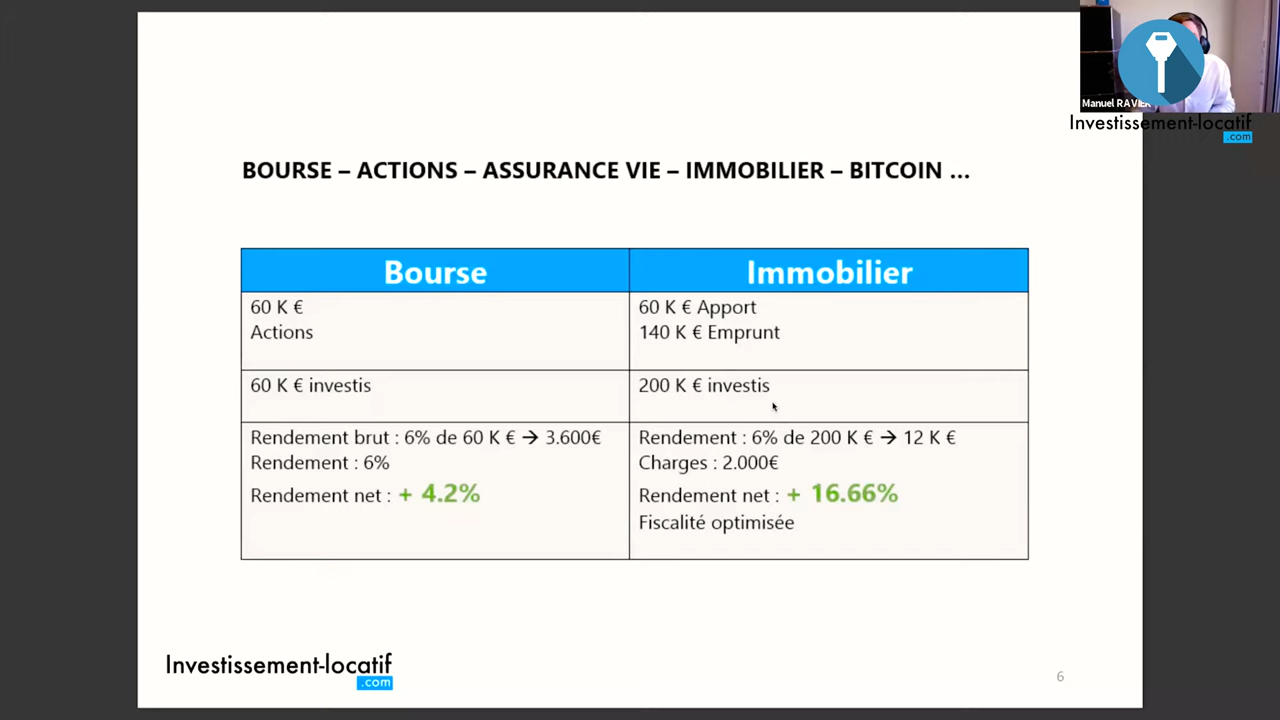 Manuel RAVIER
Investissement-locatif
.com
BOURSE – ACTIONS – ASSURANCE VIE – IMMOBILIER – BITCOIN ...
Bourse
Immobilier
60 K €
Actions
60 K € Apport
140 K € Emprunt
60 K € investis
200 K € investis
Rendement brut : 6% de 60 K € → 3.600€
Rendement : 6%
Rendement net : + 4.2%
Rendement : 6% de 200 K € → 12 K €
Charges : 2.000€
Rendement net : + 16.66%
Fiscalité optimisée
Investissement-locatif
.com
6